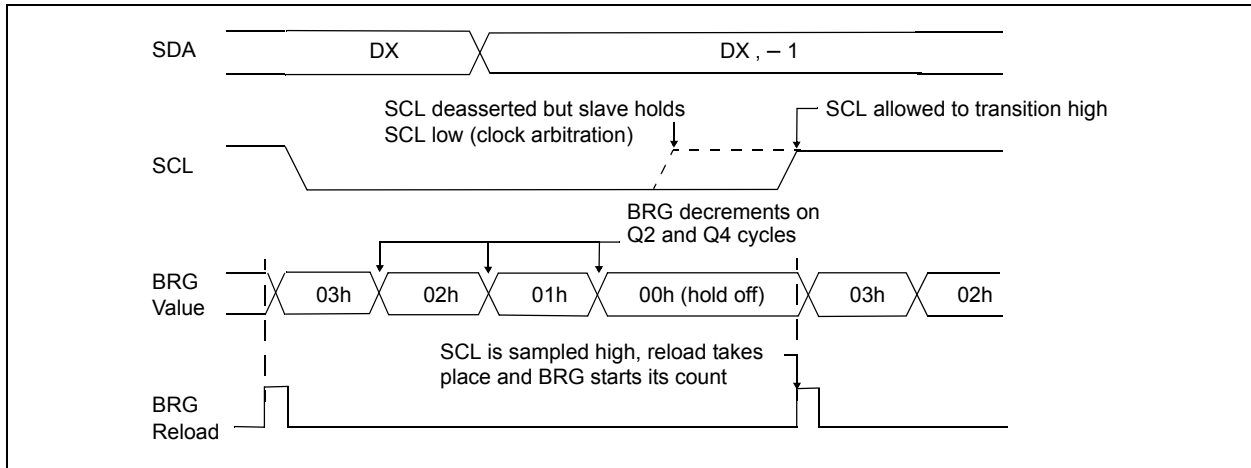 SDA
DX
DX , – 1
SCL deasserted but slave holds
SCL low (clock arbitration)
SCL allowed to transition high
SCL
BRG decrements on
Q2 and Q4 cycles
BRG
Value
03h
02h
01h
00h (hold off)
03h
02h
SCL is sampled high, reload takes
place and BRG starts its count
BRG
Reload